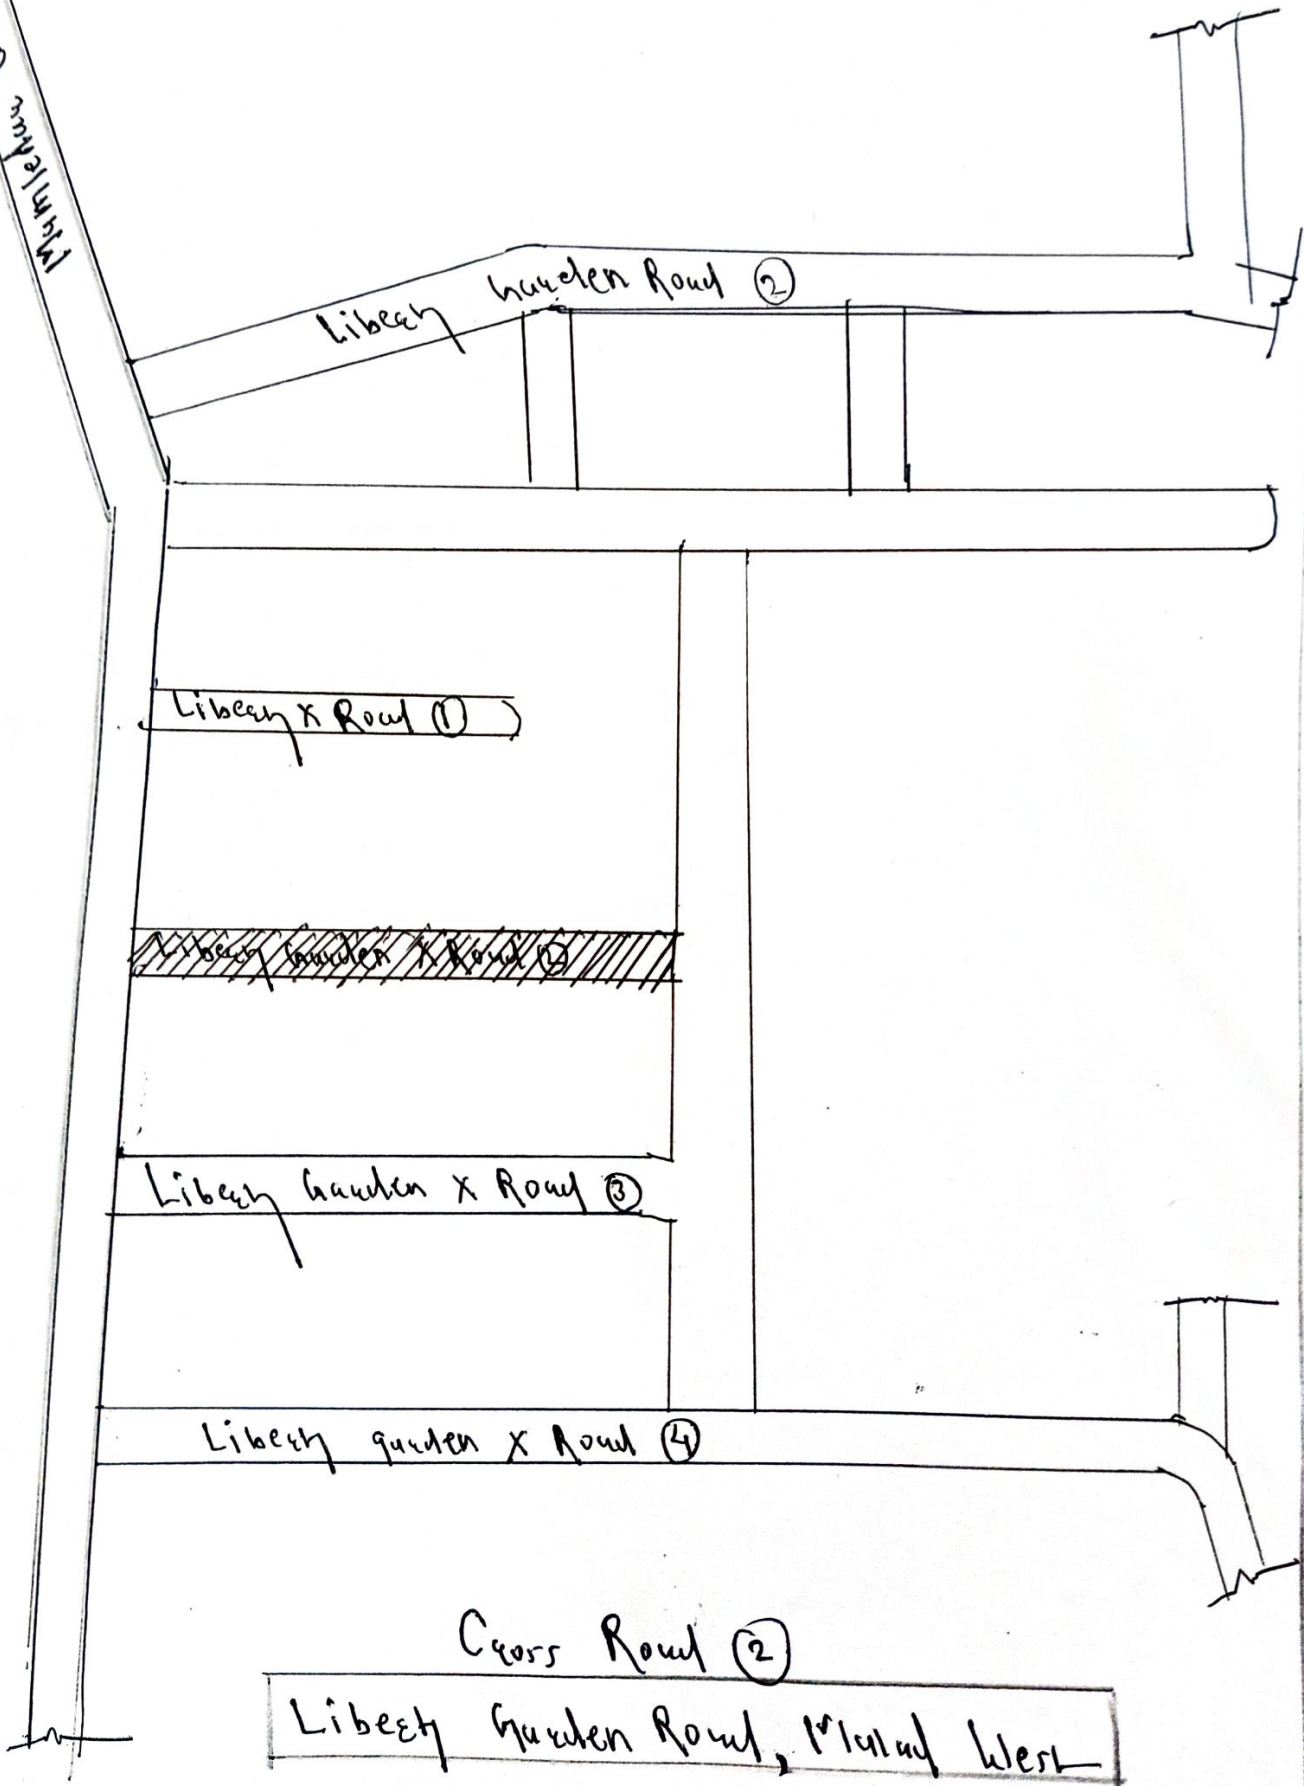 Mamledar
Liberty Garden Road ②
Liberty X Road ①
Liberty Garden X Road ②
Liberty Garden X Road ③
Liberty garden X Road ④
Cross Road ②
Liberty Garden Road, Malad West